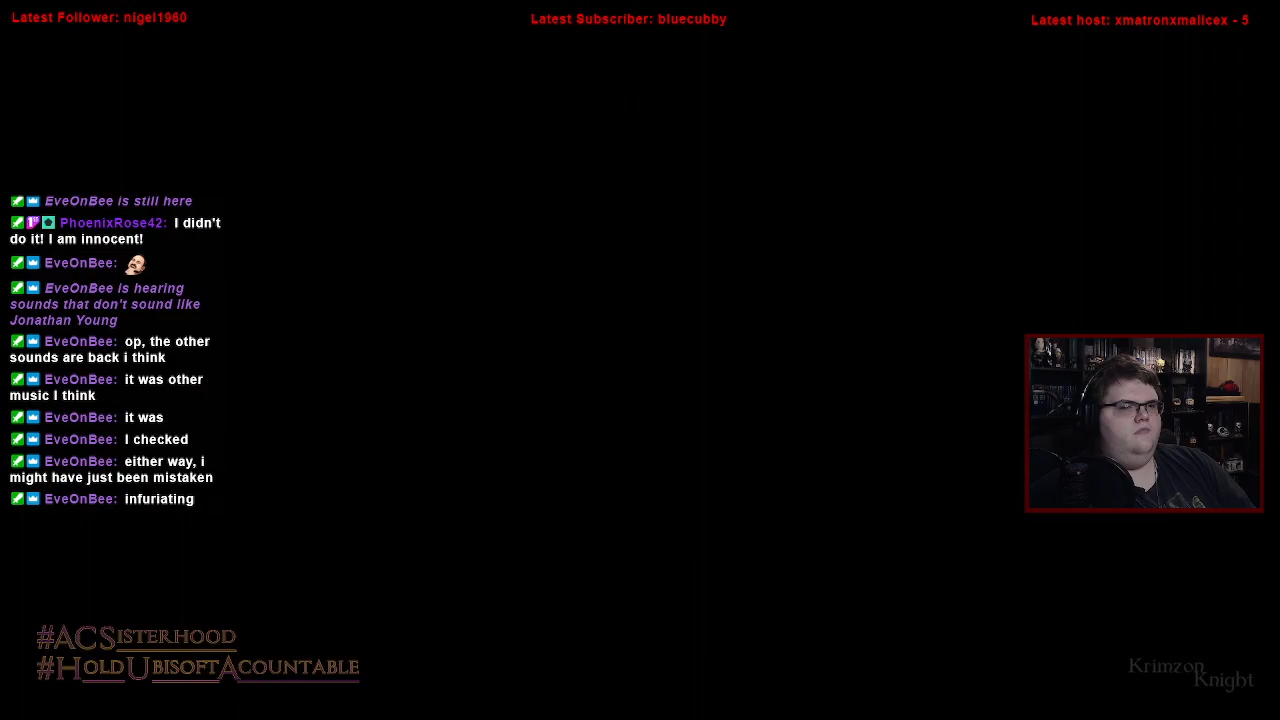 Latest Follower: nigel1960
Latest Subscriber: bluecubby
Latest host: xmatronxmalicex - 5
EveOnBee is still here
PhoenixRose42: I didn't
do it! I am innocent!
EveOnBee:
EveOnBee is hearing
sounds that don't sound like
Jonathan Young
EveOnBee: op, the other
sounds are back i think
EveOnBee: it was other
music I think
EveOnBee: it was
EveOnBee: I checked
EveOnBee: either way, i
might have just been mistaken
EveOnBee: infuriating
#ACSisterhood
#HoldUbisoftAcountable
Krimzon
Knight